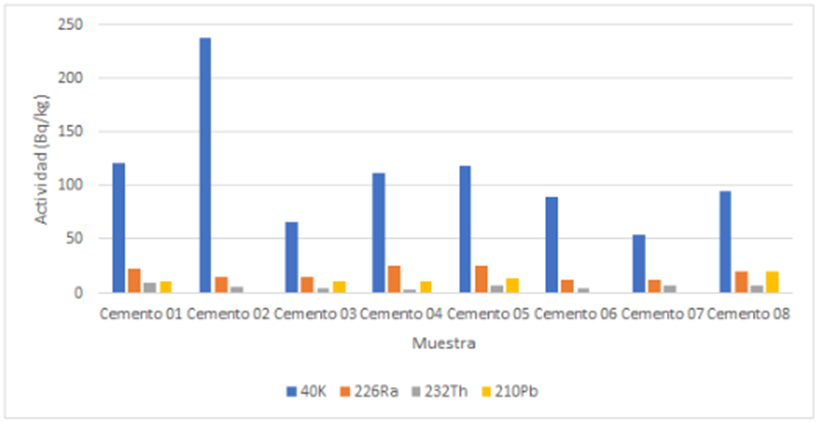 250
200
150
100
50
0
Actividad (Bq/kg)
Cemento 01 Cemento 02 Cemento 03 Cemento 04 Cemento 05 Cemento 06 Cemento 07 Cemento 08
Muestra
40K 226Ra 232Th 210Pb